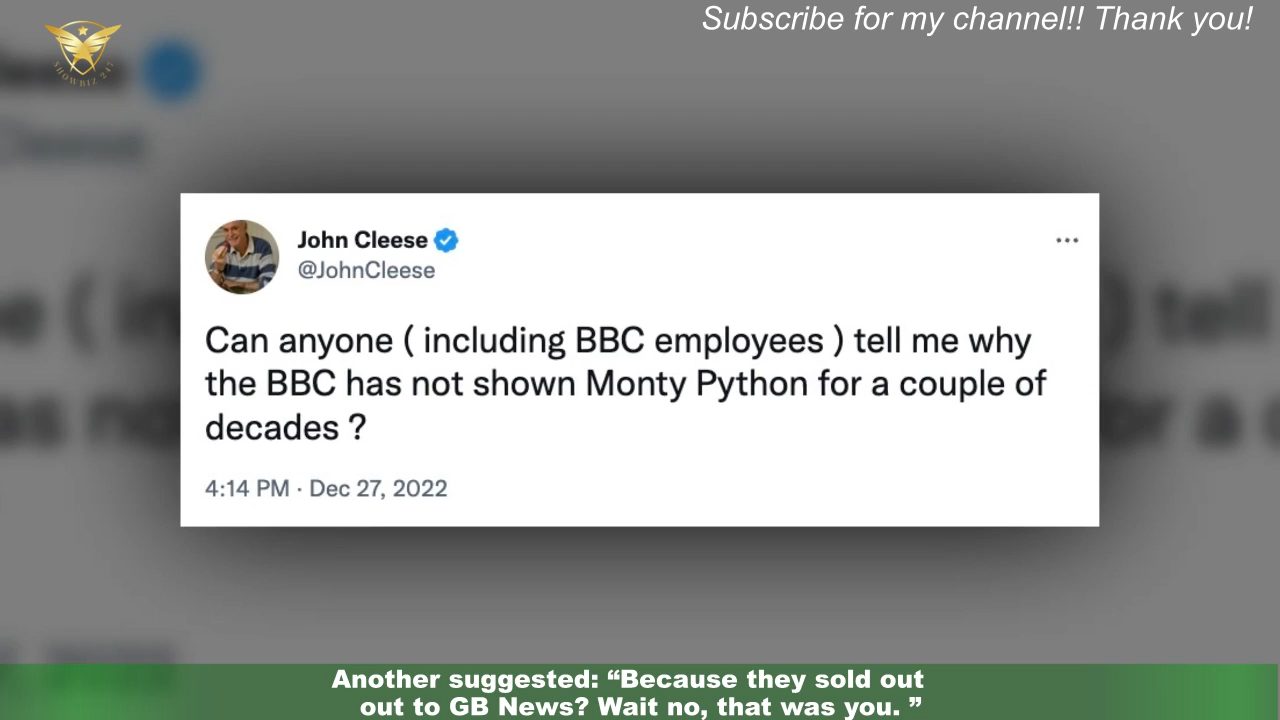 Subscribe for my channel!! Thank you!
SHOWBIZ 247
John Cleese
@JohnCleese
Can anyone ( including BBC employees ) tell me why
the BBC has not shown Monty Python for a couple of
decades ?
4:14 PM · Dec 27, 2022
Another suggested: “Because they sold out
out to GB News? Wait no, that was you. ”